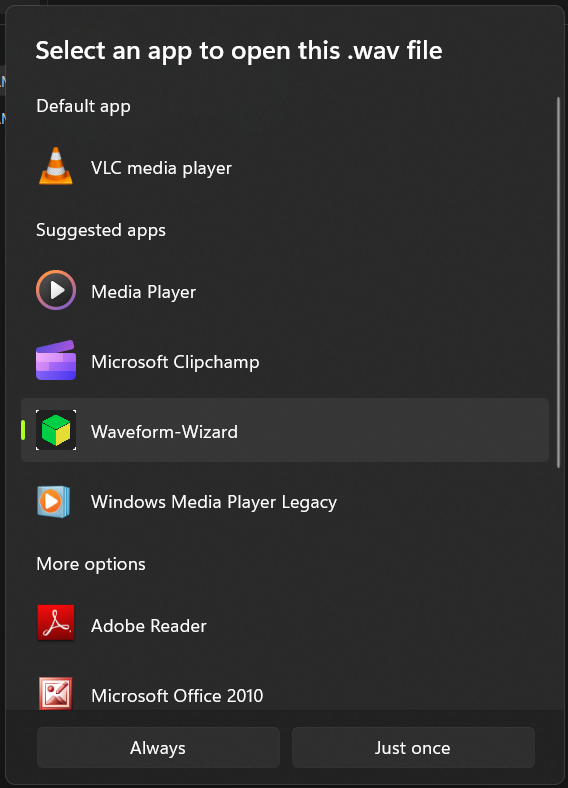 Select an app to open this .wav file
Default app
VLC media player
Suggested apps
Media Player
Microsoft Clipchamp
Waveform-Wizard
Windows Media Player Legacy
More options
Adobe Reader
Microsoft Office 2010
Always
Just once